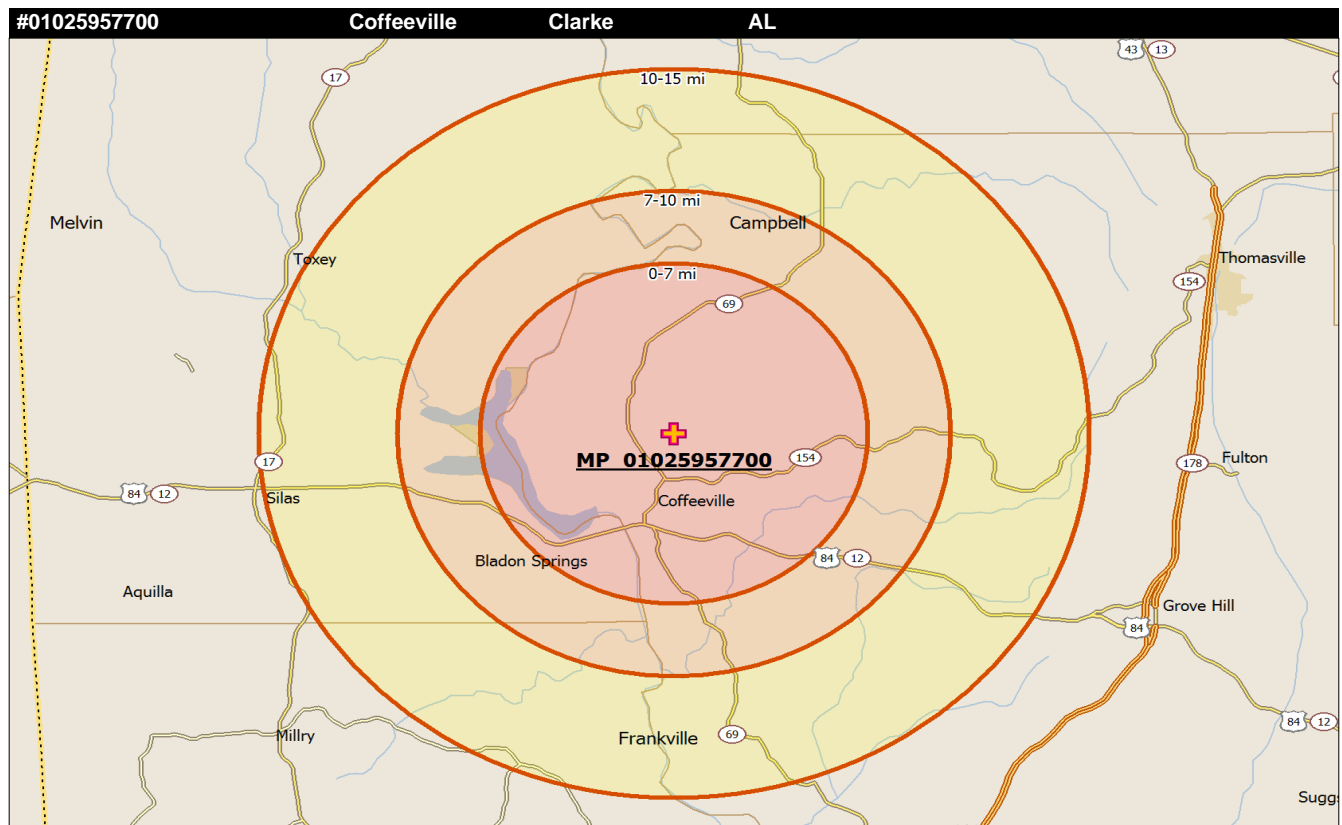 #01025957700 Coffeeville Clarke AL
43 13
10-15 mi
17
7-10 mi
Melvin
Campbell
Toxey
Thomasville
0-7 mi
154
69
MP 01025957700
154
Fulton
17
178
84 12
Silas
Coffeeville
84 12
Bladon Springs
Aquilla
Grove Hill
84
84 12
Millry
Frankville
69
Suggs